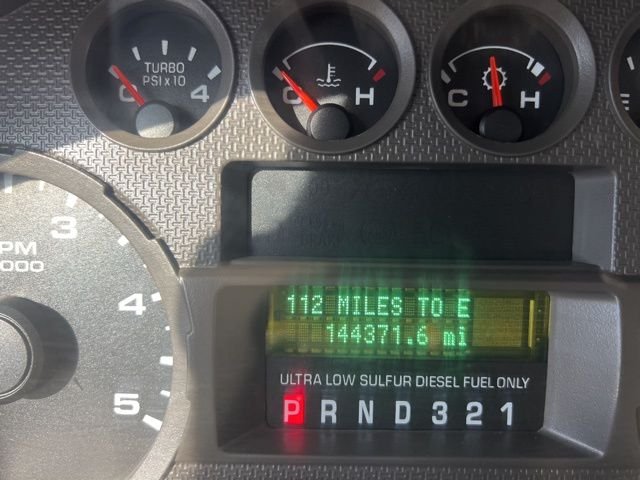 TURBO
PSI X 10
0 4
C H
C H
3
PM
000
4
5
112 MILES TO E
144371.6 mi
ULTRA LOW SULFUR DIESEL FUEL ONLY
P R N D 3 2 1